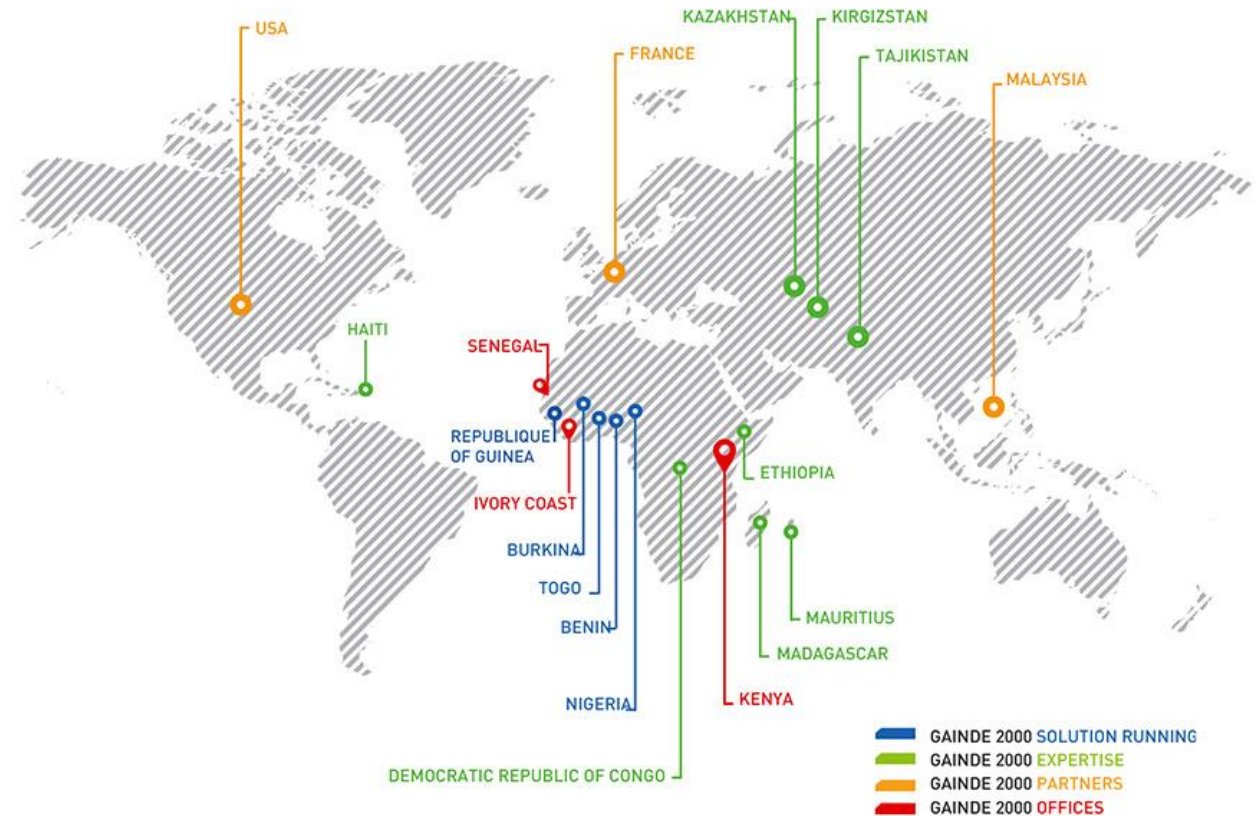 USA
KAZAKHSTAN
KIRGIZSTAN
FRANCE
TAJIKISTAN
MALAYSIA
HAITI
SENEGAL
REPUBLIQUE
OF GUINEA
ETHIOPIA
IVORY COAST
BURKINA
TOGO
BENIN
MAURITIUS
MADAGASCAR
NIGERIA
KENYA
DEMOCRATIC REPUBLIC OF CONGO
GAINDE 2000 SOLUTION RUNNING
GAINDE 2000 EXPERTISE
GAINDE 2000 PARTNERS
GAINDE 2000 OFFICES